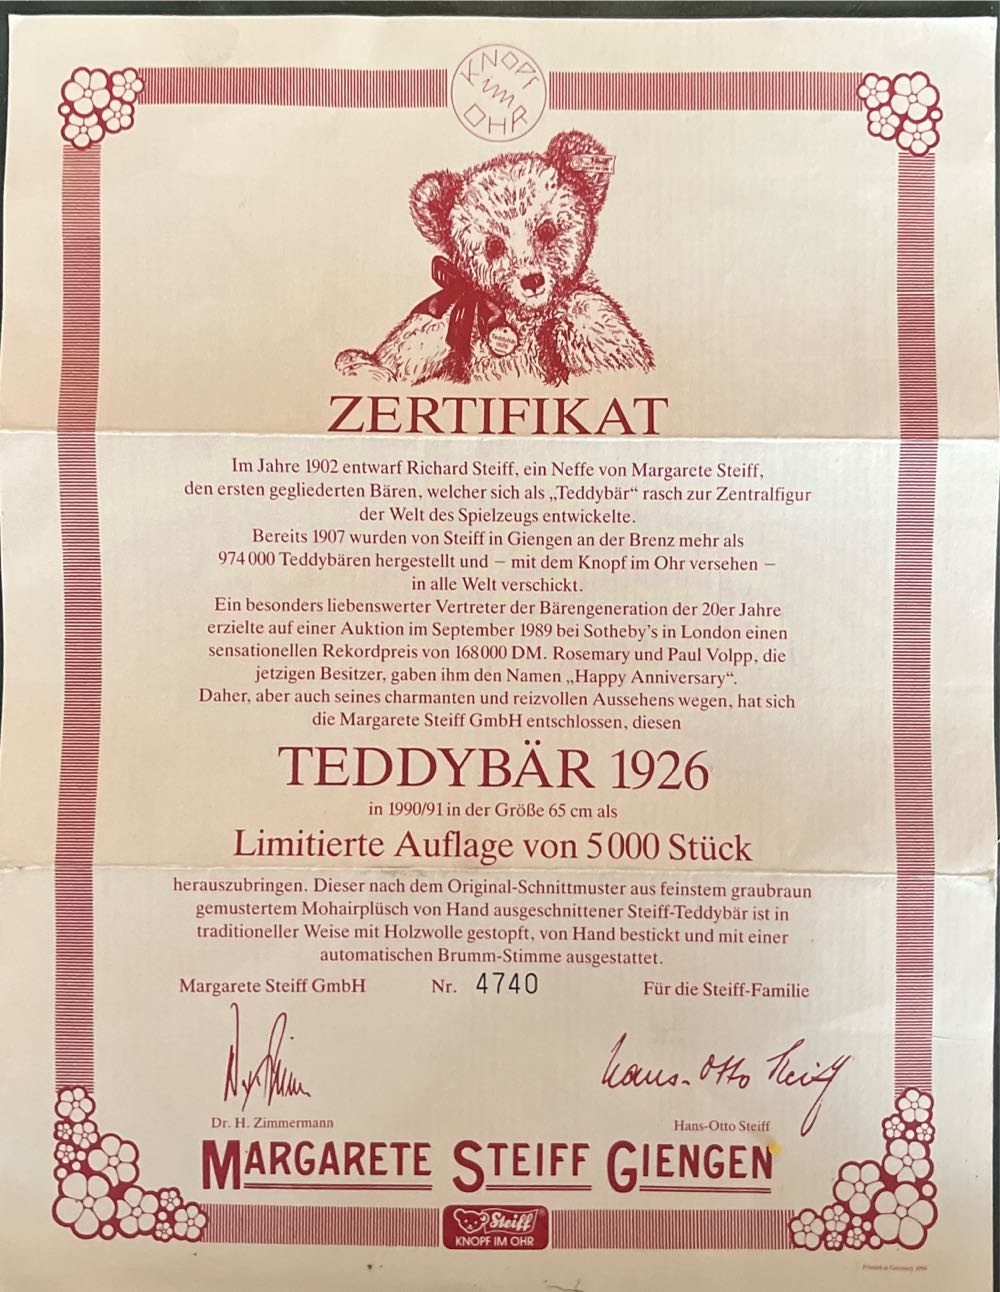 KNOPF
im
OHR
Steiff
ZERTIFIKAT
Im Jahre 1902 entwarf Richard Steiff, ein Neffe von Margarete Steiff,
den ersten gegliederten Bären, welcher sich als „Teddybär“ rasch zur Zentralfigur
der Welt des Spielzeugs entwickelte.
Bereits 1907 wurden von Steiff in Giengen an der Brenz mehr als
974 000 Teddybären hergestellt und – mit dem Knopf im Ohr versehen –
in alle Welt verschickt.
Ein besonders liebenswerter Vertreter der Bärengeneration der 20er Jahre
erzielte auf einer Auktion im September 1989 bei Sotheby's in London einen
sensationellen Rekordpreis von 168 000 DM. Rosemary und Paul Volpp, die
jetzigen Besitzer, gaben ihm den Namen „Happy Anniversary“.
Daher, aber auch seines charmanten und reizvollen Aussehens wegen, hat sich
die Margarete Steiff GmbH entschlossen, diesen
TEDDYBÄR 1926
in 1990/91 in der Größe 65 cm als
Limitierte Auflage von 5 000 Stück
herauszubringen. Dieser nach dem Original-Schnittmuster aus feinstem graubraun
gemustertem Mohairplüsch von Hand ausgeschnittener Steiff-Teddybär ist in
traditioneller Weise mit Holzwolle gestopft, von Hand bestickt und mit einer
automatischen Brumm-Stimme ausgestattet.
Margarete Steiff GmbH Nr. 4740 Für die Steiff-Familie
Hans-Otto Steiff
Dr. H. Zimmermann Hans-Otto Steiff
MARGARETE STEIFF GIENGEN
Steiff
KNOPF IM OHR